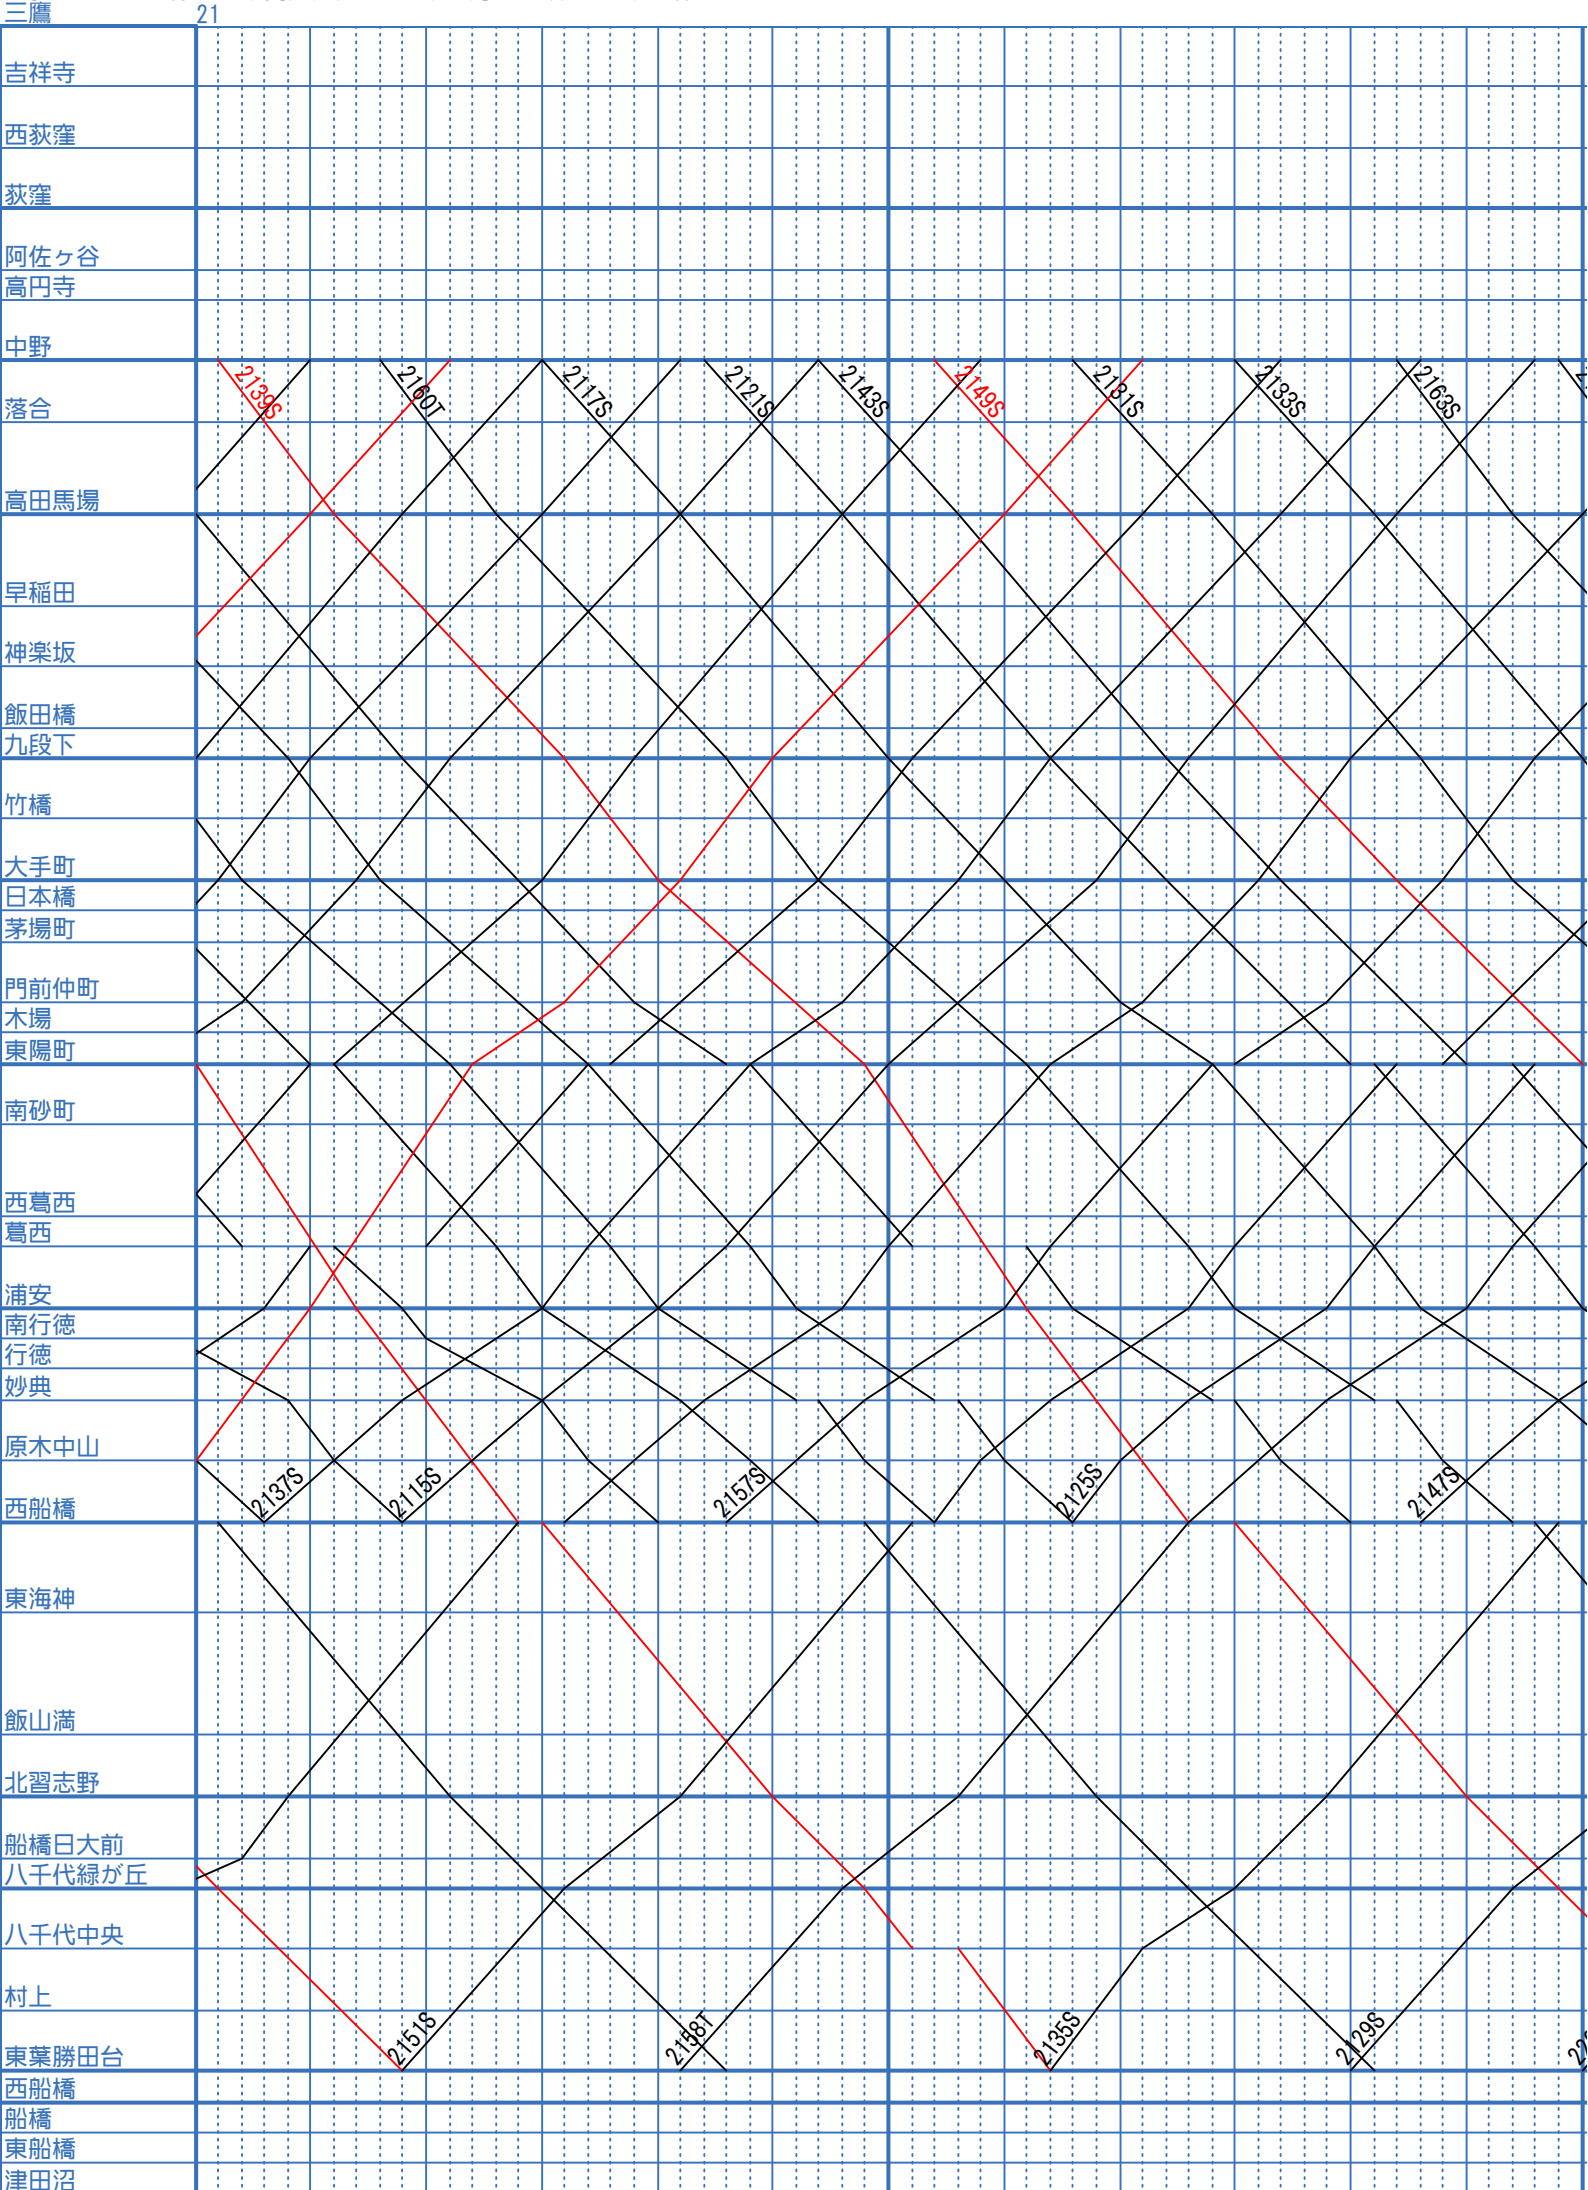 三鷹 21
吉祥寺
西荻窪
荻窪
阿佐ヶ谷
高円寺
中野
2139S 2160T 2117S 2121S 2143S 2149S 2131S 2133S 2163S
落合
高田馬場
早稲田
神楽坂
飯田橋
九段下
竹橋
大手町
日本橋
茅場町
門前仲町
木場
東陽町
南砂町
西葛西
葛西
浦安
南行徳
行徳
妙典
原木中山
2137S 2115S 2157S 2125S 2147S
西船橋
東海神
飯山満
北習志野
船橋日大前
八千代緑が丘
八千代中央
村上
2151S 2158T 2135S 2129S
東葉勝田台
西船橋
船橋
東船橋
津田沼